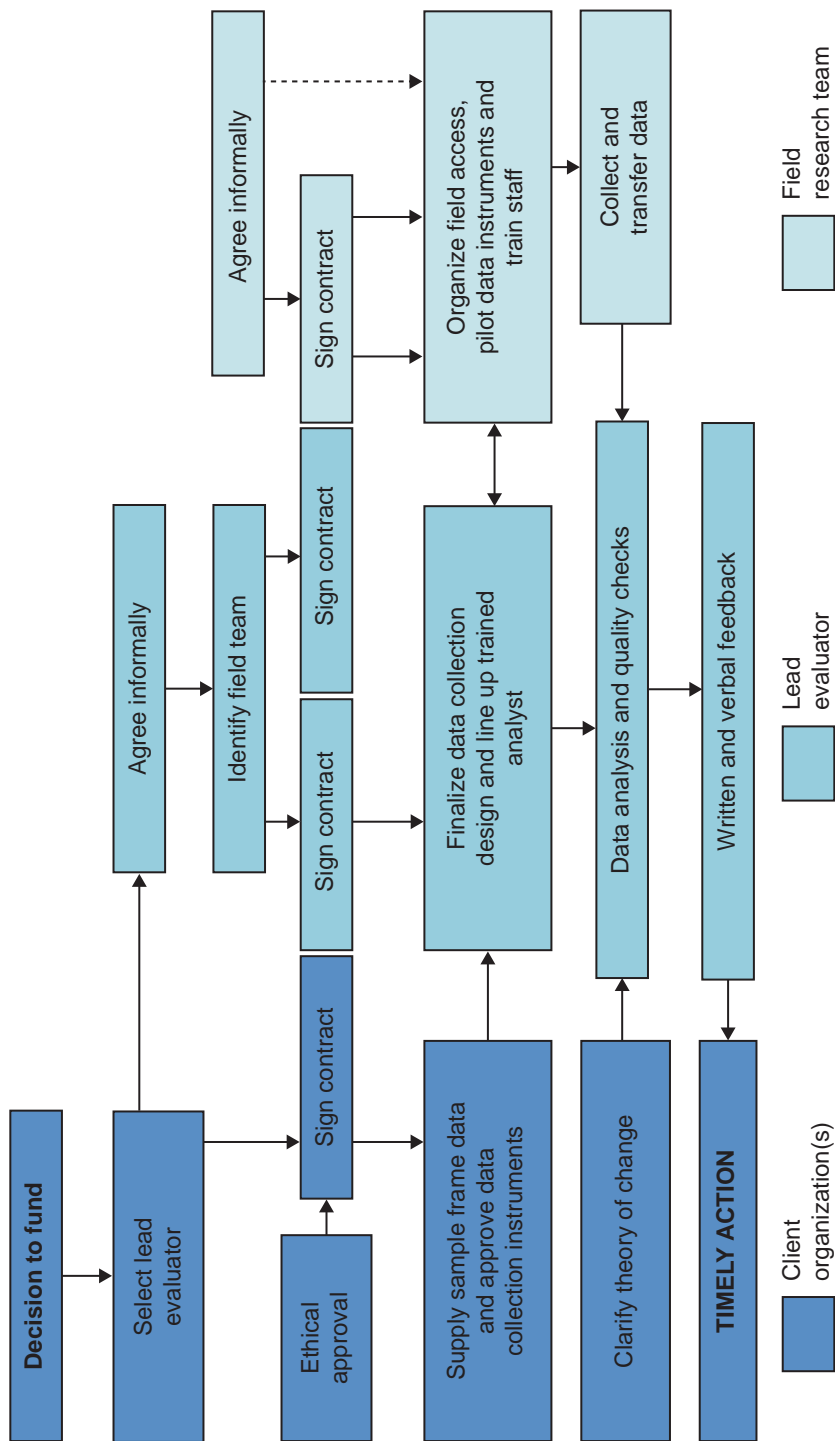 Decision to fund
Select lead
evaluator
Agree informally
Identify field team
Agree informally
Ethical
approval
Sign contract
Sign contract
Sign contract
Sign contract
Supply sample frame data
and approve data
collection instruments
Finalize data collection
design and line up trained
analyst
Organize field access,
pilot data instruments and
train staff
Clarify theory of change
Data analysis and quality checks
Collect and
transfer data
TIMELY ACTION
Written and verbal feedback
Client
organization(s)
Lead
evaluator
Field
research team